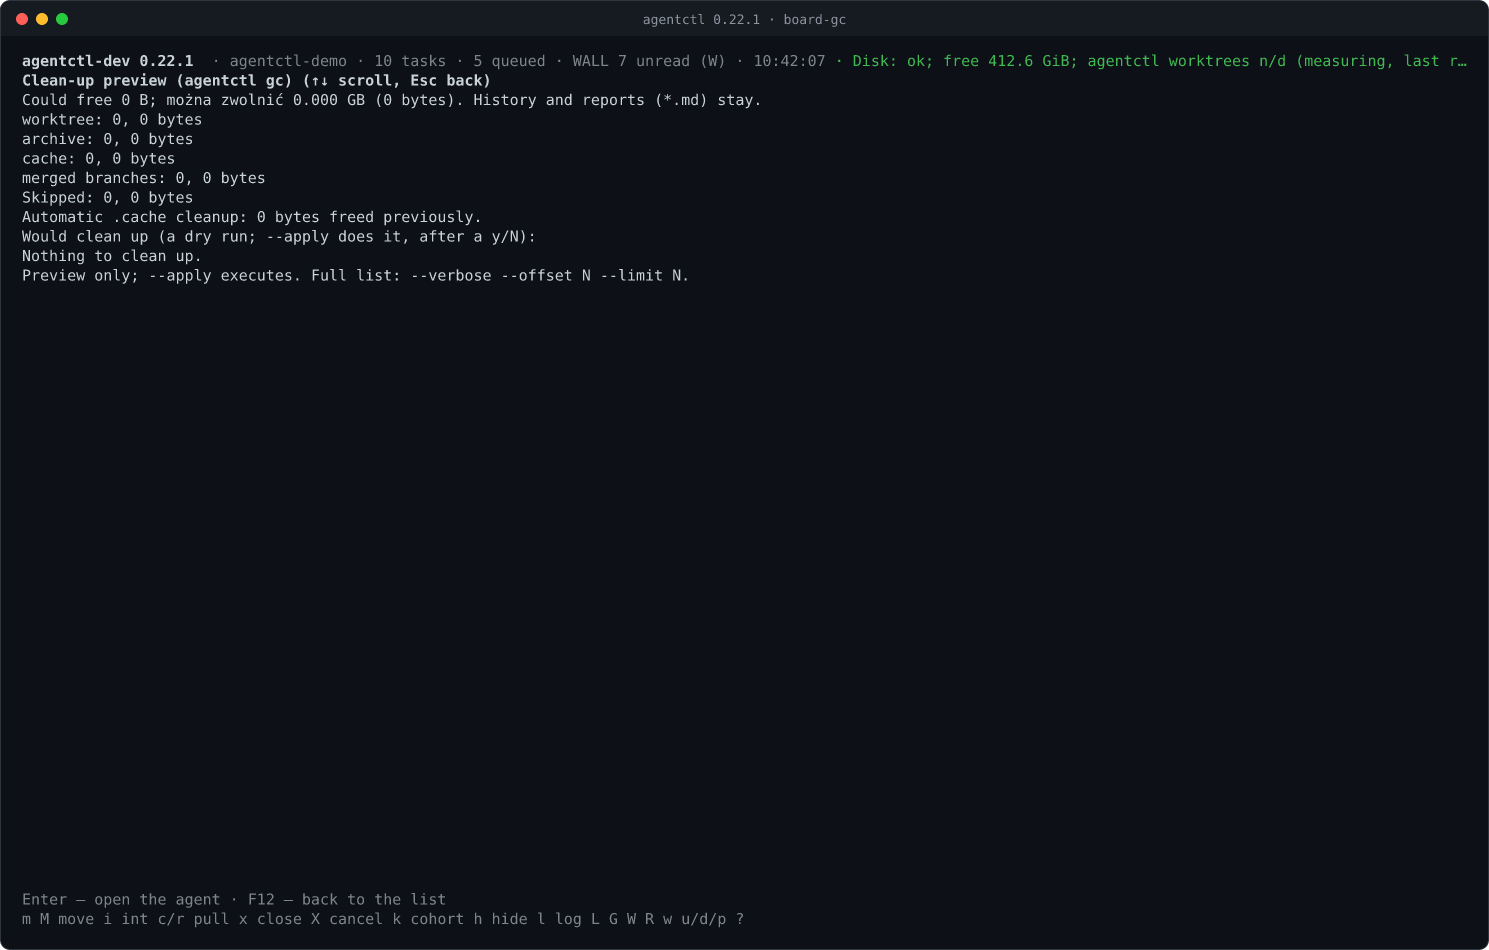 agentctl 0.22.1 · board-gc
agentctl-dev 0.22.1 · agentctl-demo · 10 tasks · 5 queued · WALL 7 unread (W) · 10:42:07 · Disk: ok; free 412.6 GiB; agentctl worktrees n/d (measuring, last r…
Clean-up preview (agentctl gc) (↑↓ scroll, Esc back)
Could free 0 B; można zwolnić 0.000 GB (0 bytes). History and reports (*.md) stay.
worktree: 0, 0 bytes
archive: 0, 0 bytes
cache: 0, 0 bytes
merged branches: 0, 0 bytes
Skipped: 0, 0 bytes
Automatic .cache cleanup: 0 bytes freed previously.
Would clean up (a dry run; --apply does it, after a y/N):
Nothing to clean up.
Preview only; --apply executes. Full list: --verbose --offset N --limit N.
Enter — open the agent · F12 — back to the list
m M move i int c/r pull x close X cancel k cohort h hide l log L G W R w u/d/p ?